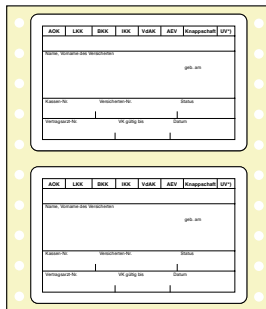 AOK LKK BKK IKK VdAK AEV Knappschaft UV*)
Name, Vorname des Versicherten
geb. am
Kassen-Nr. Versicherten-Nr. Status
Vertragsarzt-Nr. VK gültig bis Datum
AOK LKK BKK IKK VdAK AEV Knappschaft UV*)
Name, Vorname des Versicherten
geb. am
Kassen-Nr. Versicherten-Nr. Status
Vertragsarzt-Nr. VK gültig bis Datum